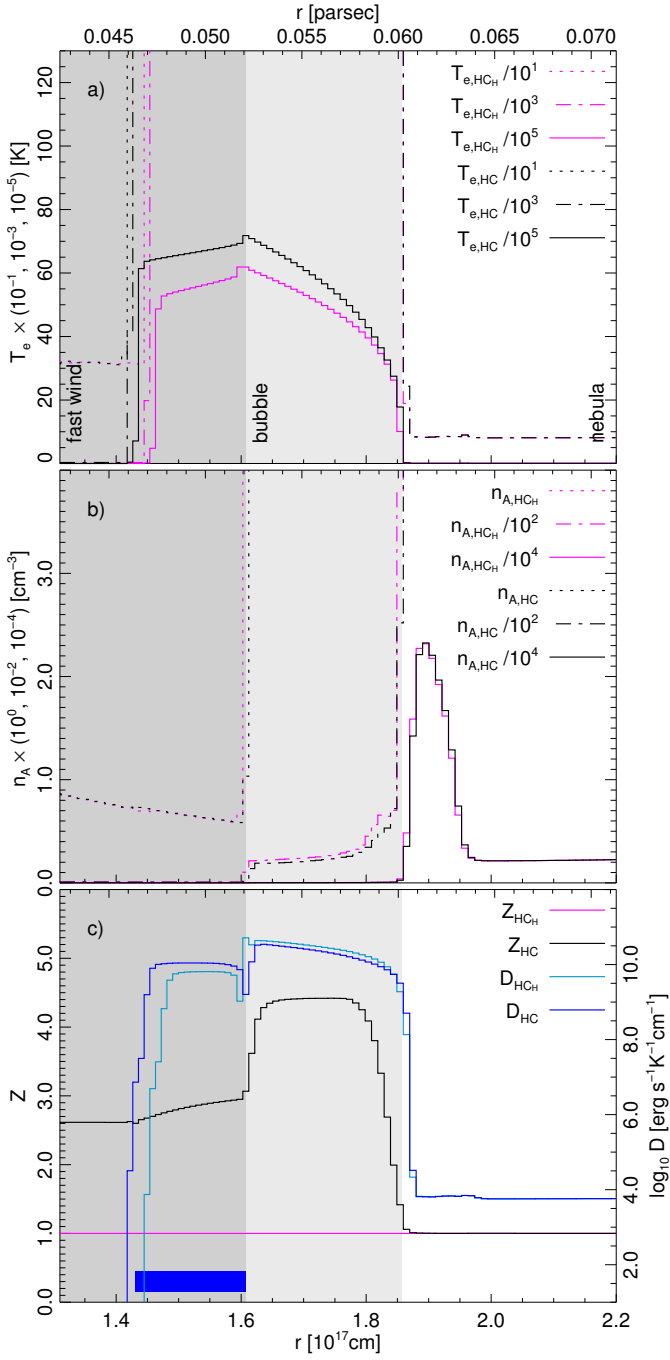 r [parsec]
0.045 0.052 0.055 0.060 0.065 0.071
a)
T_e,HC_H /10^1
T_e,HC_H /10^3
T_e,HC_H /10^5
T_e,HC /10^1
T_e,HC /10^3
T_e,HC /10^5
T_e × (10^-1, 10^-3, 10^-5) [K]
120
100
80
60
40
20
0
fast wind
bubble
nebula
b)
n_A,HC_H
n_A,HC_H /10^2
n_A,HC_H /10^4
n_A,HC
n_A,HC /10^2
n_A,HC /10^4
n_A × (10^0, 10^-2, 10^-4) [cm^-3]
3.0
2.0
1.0
0.0
c)
Z_HC_H
Z_HC
D_HC_H
D_HC
Z
5.0
4.0
3.0
2.0
1.0
0.0
log_10 D [erg s^-1 K^-1 cm^-1]
10.0
8.0
6.0
4.0
2.0
1.4 1.6 1.8 2.0 2.2
r [10^17 cm]